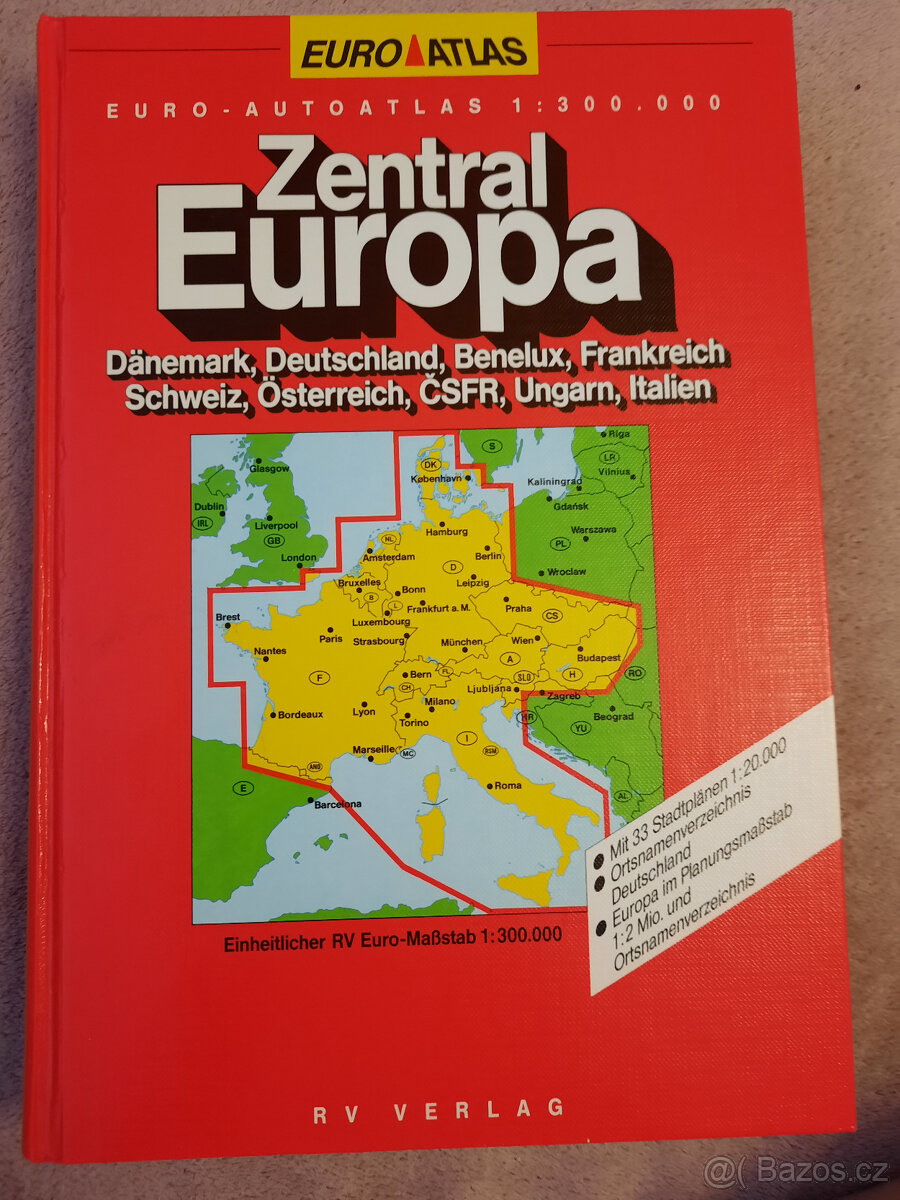 EURO ATLAS
EURO-AUTOATLAS 1:300.000
Zentral
Europa
Dänemark, Deutschland, Benelux, Frankreich
Schweiz, Österreich, ČSFR, Ungarn, Italien
Riga
LR
Vilnius
S
DK
København
Kaliningrad
Gdańsk
Glasgow
Dublin
IRL
Liverpool
GB
London
Hamburg
Warszawa
PL
NL
Amsterdam
Berlin
D
Wroclaw
Leipzig
Bruxelles
B
Bonn
L
Frankfurt a. M.
Praha
CS
Luxembourg
Brest
Paris
Strasbourg
München
Wien
Nantes
Budapest
A
H
RO
F
Bern
FL
CH
SLO
Ljubljana
Zagreb
Milano
Bordeaux
Lyon
Torino
HR
Beograd
YU
Marseille
MC
I
RSM
AND
E
Roma
AL
Barcelona
Einheitlicher RV Euro-Maßstab 1:300.000
Mit 33 Stadtplänen 1:20.000
Ortsnamenverzeichnis
Deutschland
Europa im Planungsmaßstab
1:2 Mio. und
Ortsnamenverzeichnis
RV VERLAG
@( Bazos.cz